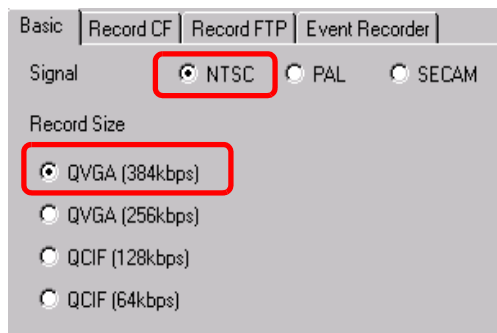 Basic Record CF Record FTP Event Recorder
Signal NTSC PAL SECAM
Record Size
QVGA (384kbps)
QVGA (256kbps)
QCIF (128kbps)
QCIF (64kbps)